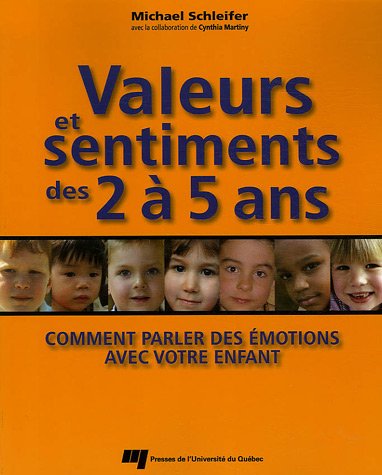 Michael Schleifer
avec la collaboration de Cynthia Martiny
Valeurs
et
sentiments
des 2 à 5 ans
COMMENT PARLER DES ÉMOTIONS
AVEC VOTRE ENFANT
Presses de l'Université du Québec